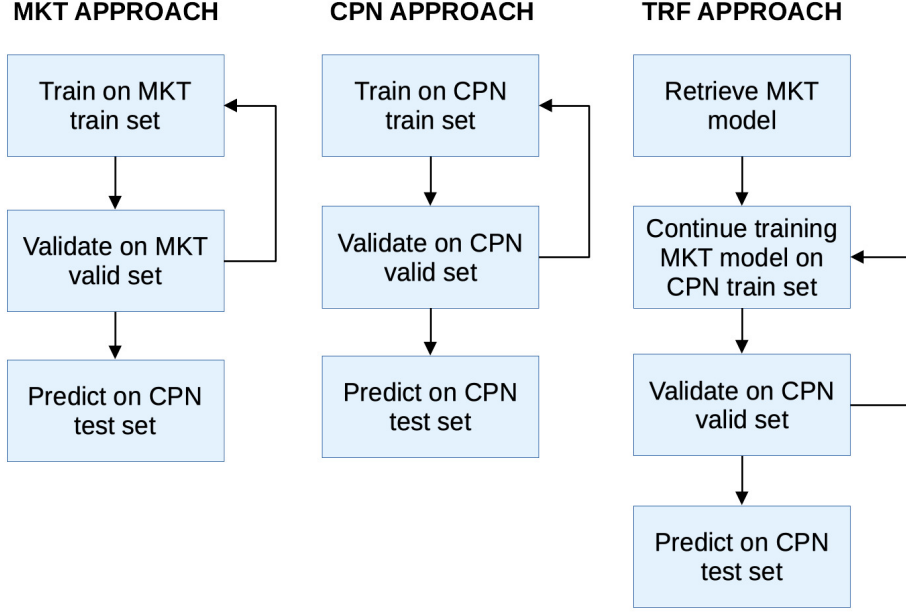 MKT APPROACH
Train on MKT
train set
Validate on MKT
valid set
Predict on CPN
test set
CPN APPROACH
Train on CPN
train set
Validate on CPN
valid set
Predict on CPN
test set
TRF APPROACH
Retrieve MKT
model
Continue training
MKT model on
CPN train set
Validate on CPN
valid set
Predict on CPN
test set